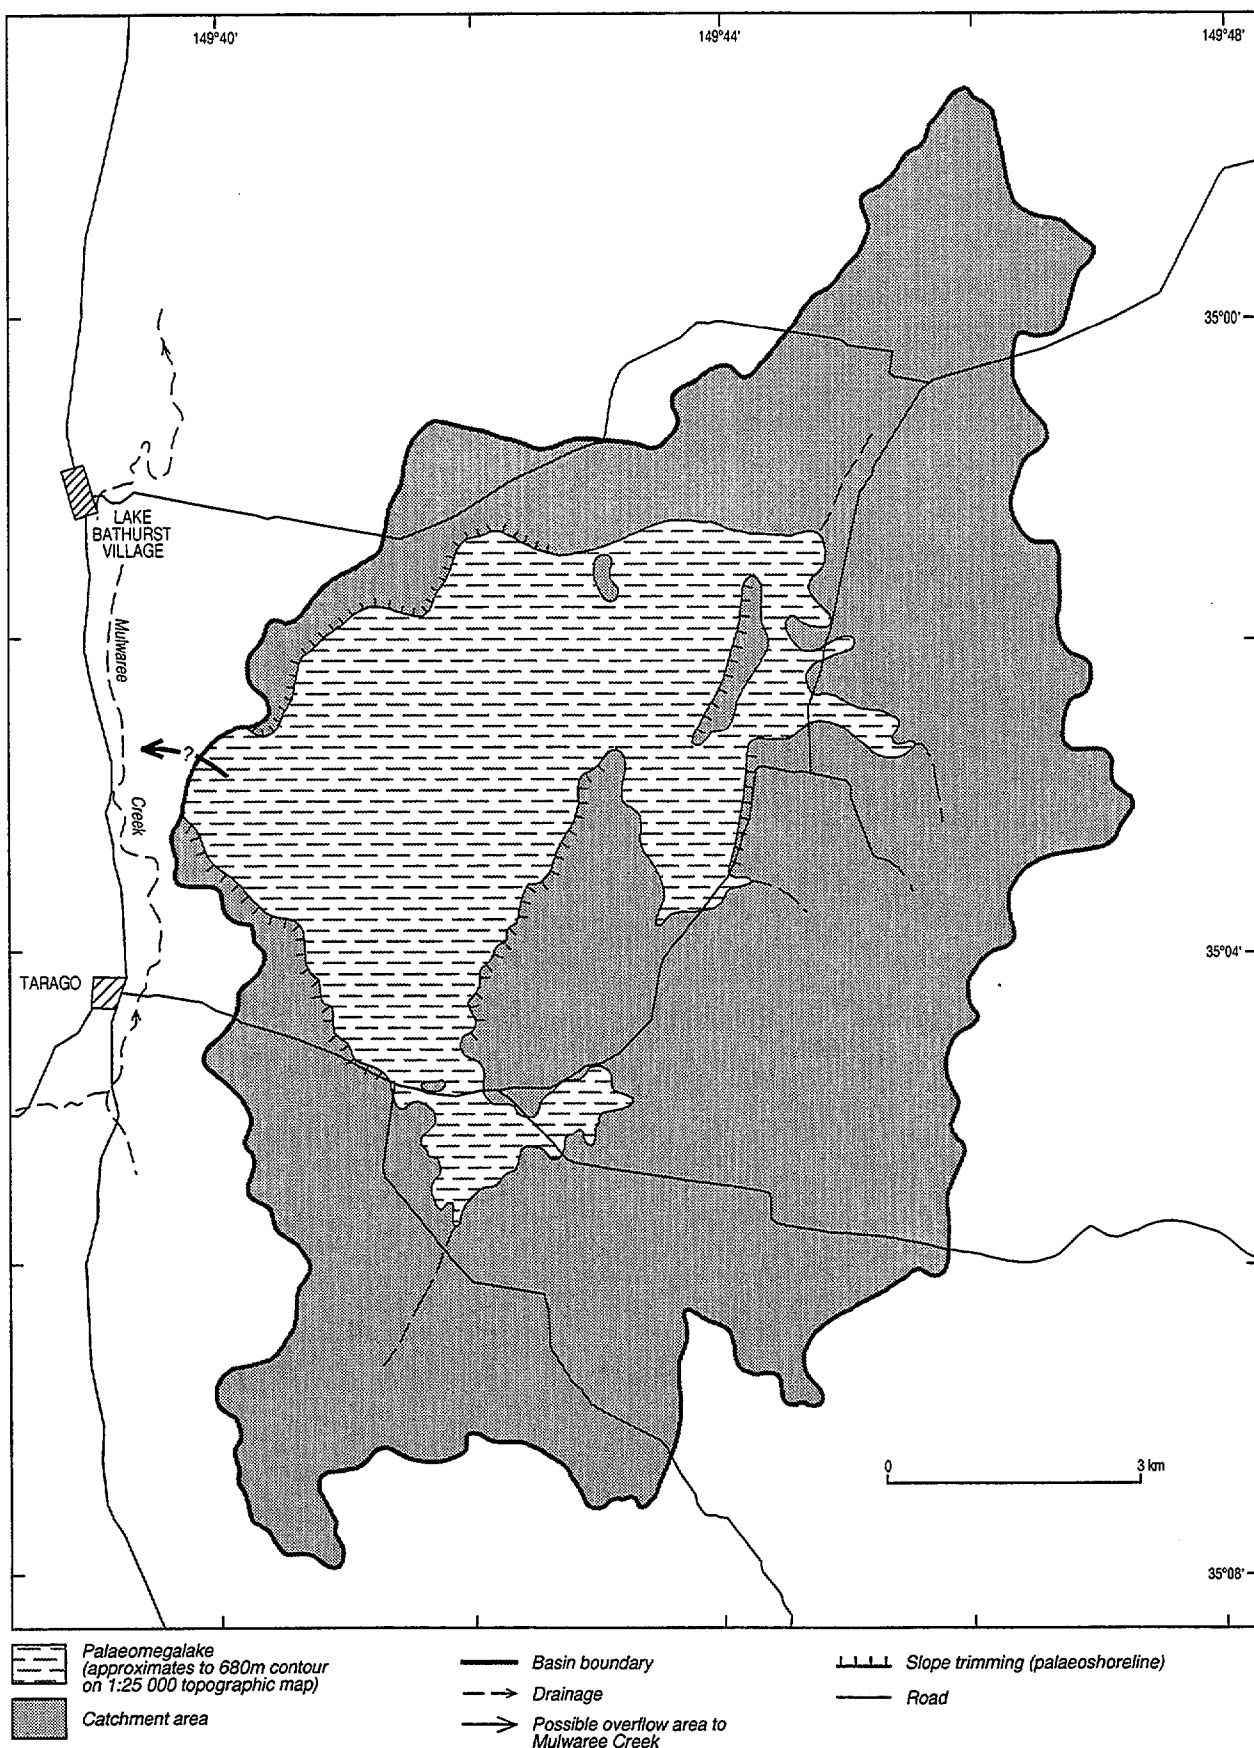 149°40'
149°44'
149°48'
35°00'
LAKE
BATHURST
VILLAGE
Mulwaree
?
Creek
35°04'
TARAGO
0
3 km
35°08'
Palaeomegalake
(approximates to 680m contour
on 1:25 000 topographic map)
Catchment area
Basin boundary
Drainage
Possible overflow area to
Mulwaree Creek
Slope trimming (palaeoshoreline)
Road